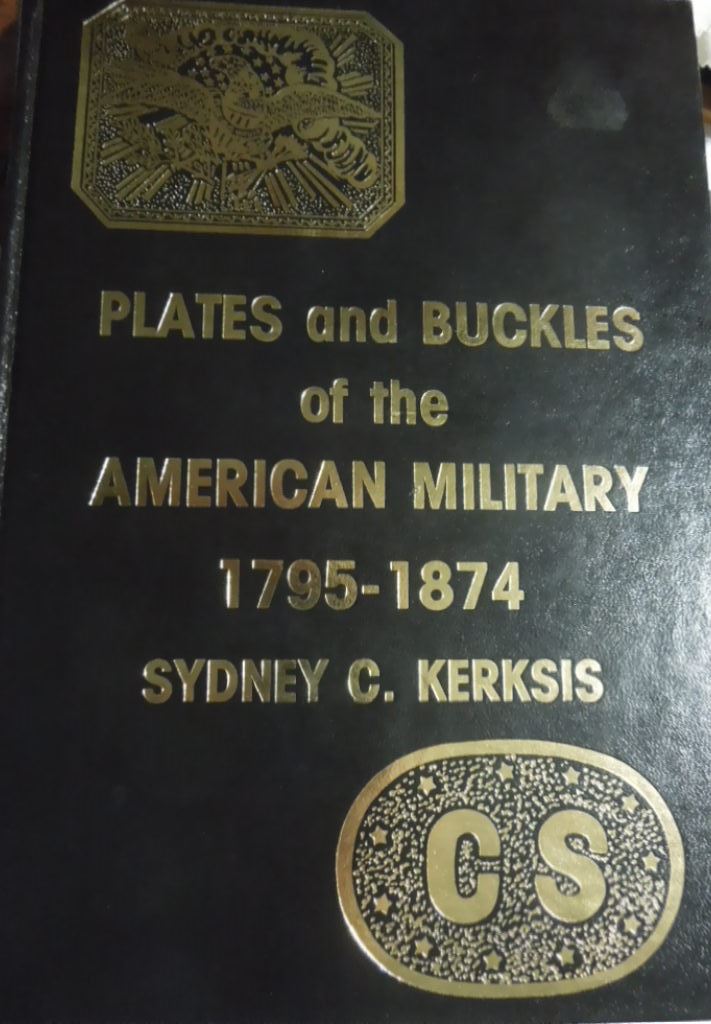 PLATES and BUCKLES
of the
AMERICAN MILITARY
1795-1874
SYDNEY C. KERKSIS
CS